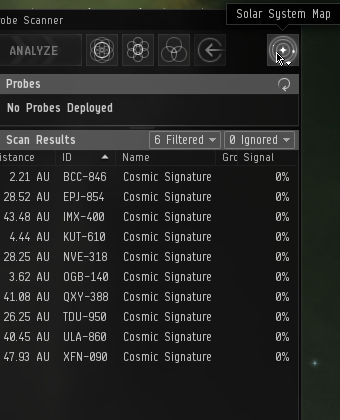 Solar System Map
obe Scanner
ANALYZE
Probes
No Probes Deployed
Scan Results 6 Filtered 0 Ignored
istance ID Name Grc Signal
2.21 AU BCC-846 Cosmic Signature 0%
28.52 AU EPJ-854 Cosmic Signature 0%
43.48 AU IMX-400 Cosmic Signature 0%
4.44 AU KUT-610 Cosmic Signature 0%
28.25 AU NVE-318 Cosmic Signature 0%
3.62 AU OGB-140 Cosmic Signature 0%
41.08 AU QXY-388 Cosmic Signature 0%
26.25 AU TDU-950 Cosmic Signature 0%
40.45 AU ULA-860 Cosmic Signature 0%
47.93 AU XFN-090 Cosmic Signature 0%